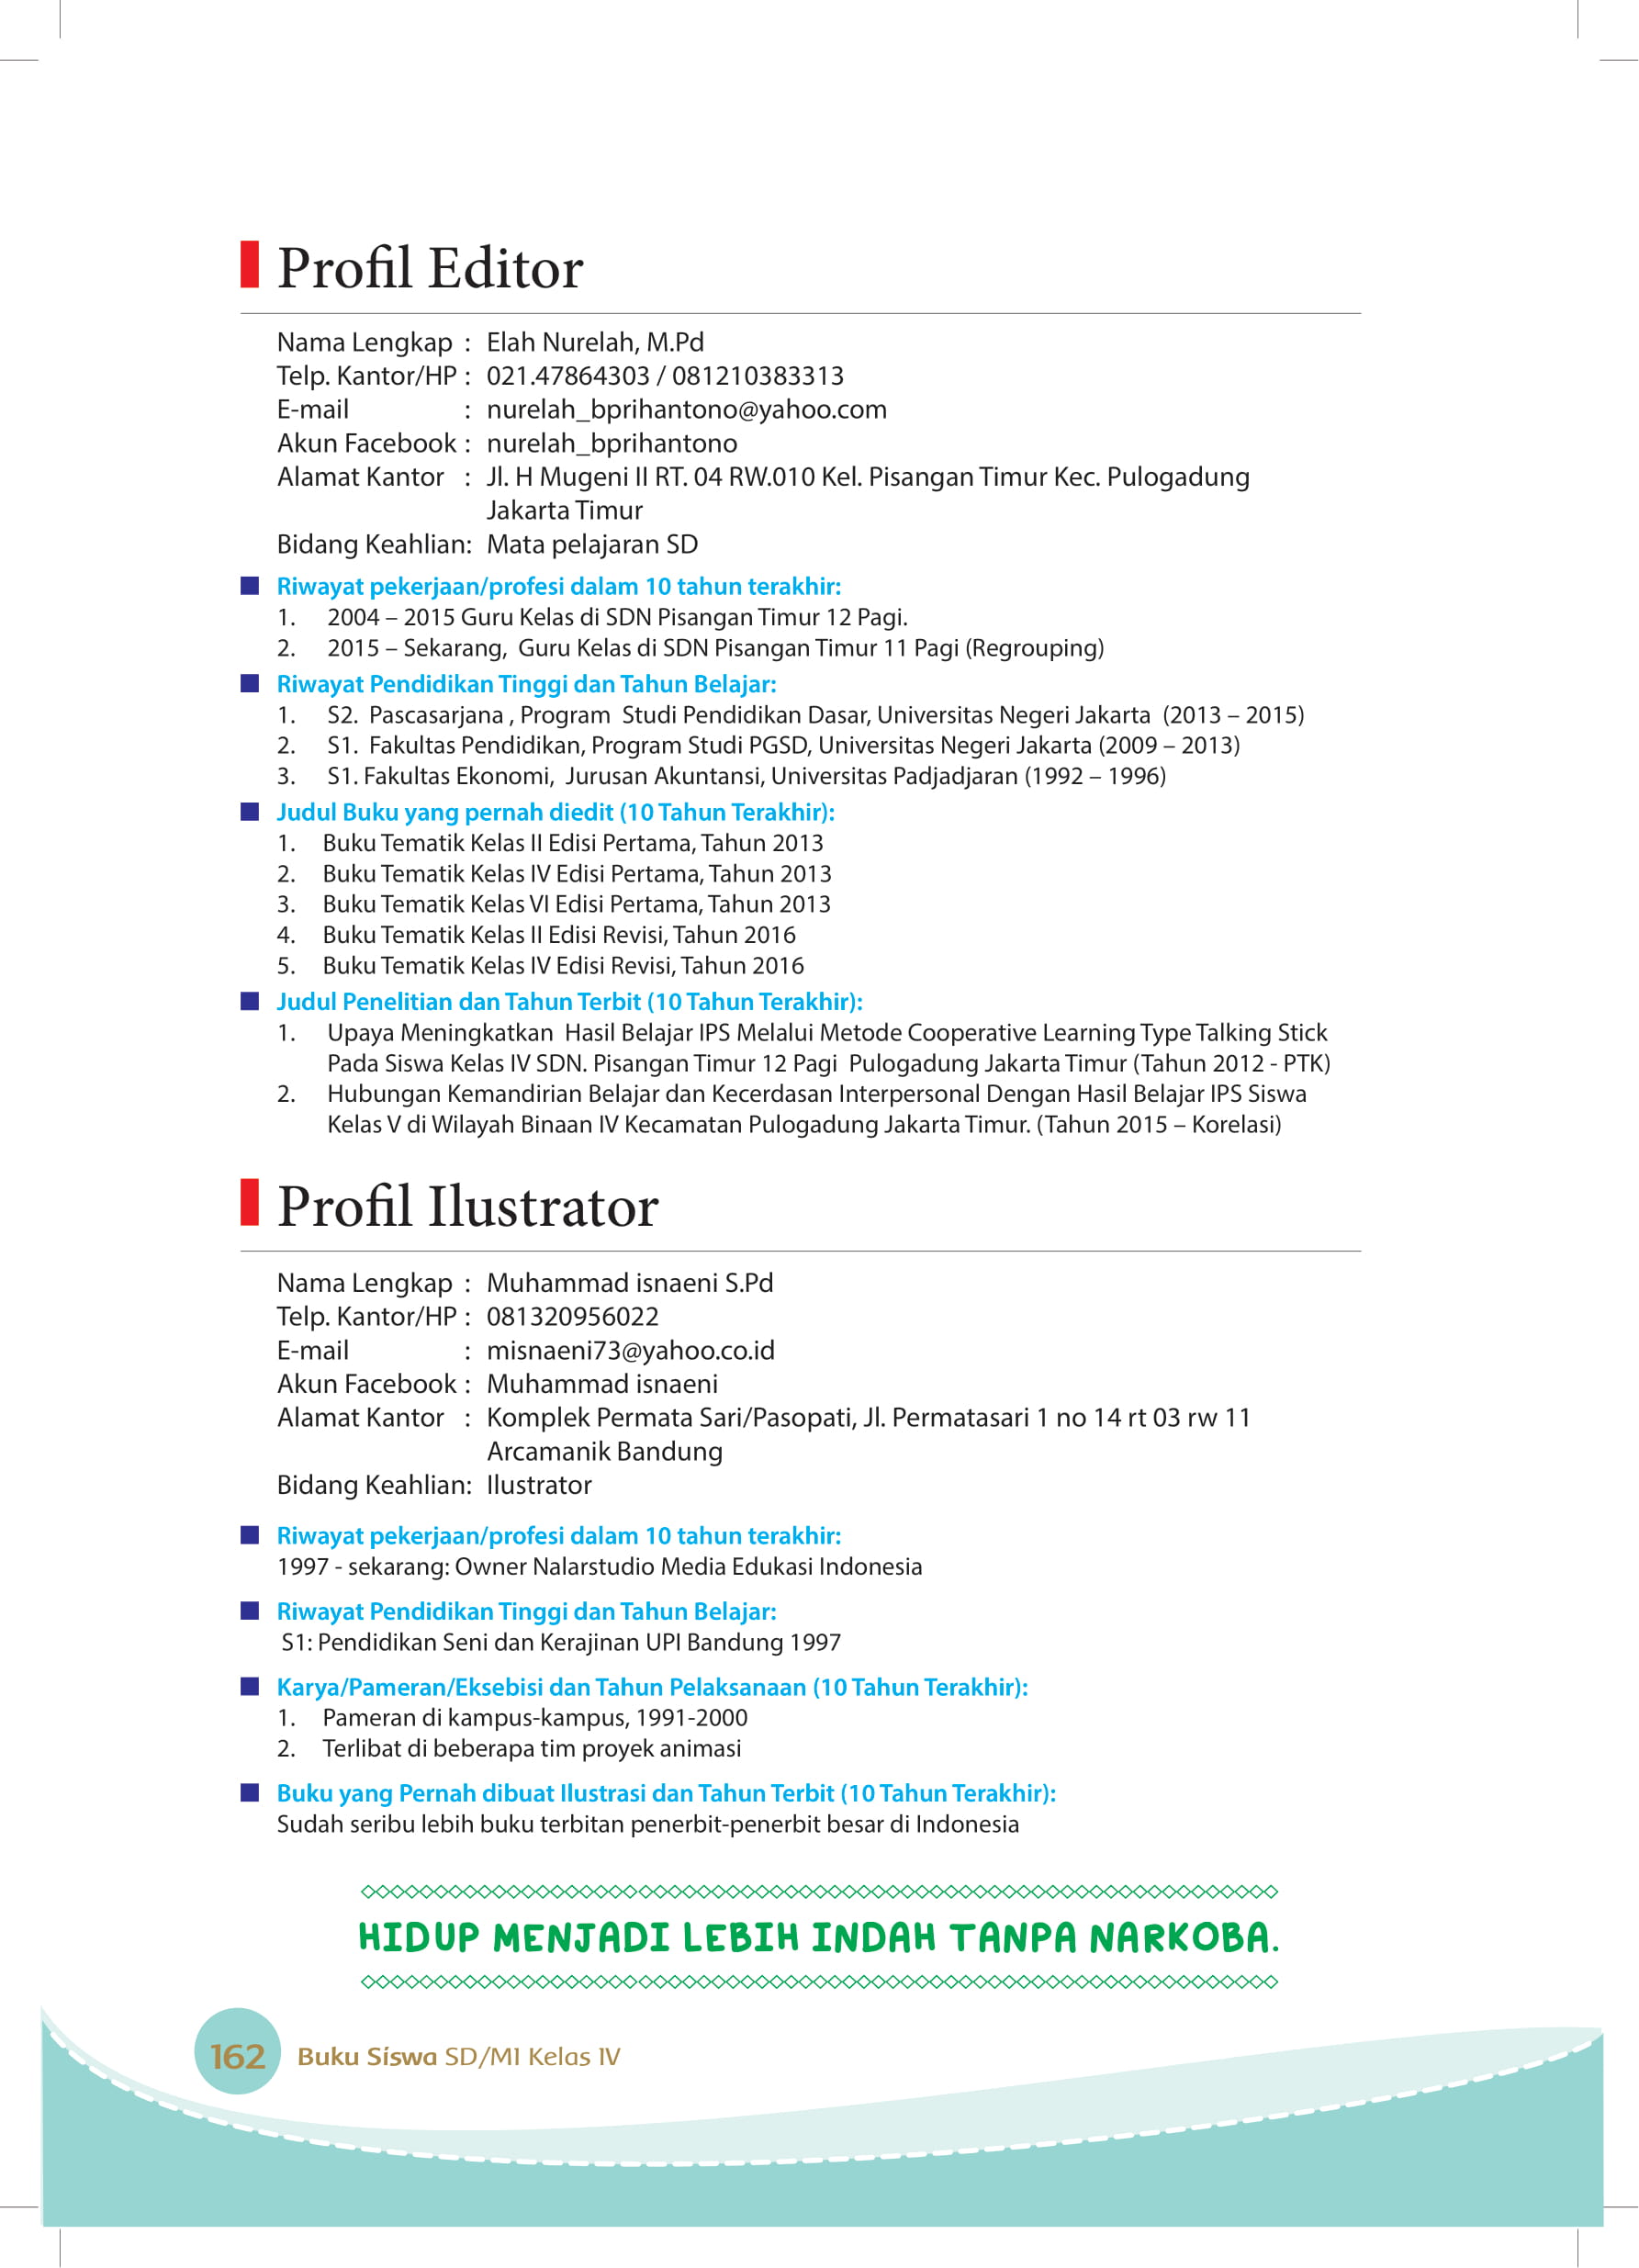 Profil Editor
Nama Lengkap : Elah Nurelah, M.Pd
Telp. Kantor/HP : 021.47864303 / 081210383313
E-mail : nurelah_bprihantono@yahoo.com
Akun Facebook : nurelah_bprihantono
Alamat Kantor : Jl. H Mugeni II RT. 04 RW.010 Kel. Pisangan Timur Kec. Pulogadung
Jakarta Timur
Bidang Keahlian: Mata pelajaran SD
Riwayat pekerjaan/profesi dalam 10 tahun terakhir:
1. 2004 – 2015 Guru Kelas di SDN Pisangan Timur 12 Pagi.
2. 2015 – Sekarang, Guru Kelas di SDN Pisangan Timur 11 Pagi (Regrouping)
Riwayat Pendidikan Tinggi dan Tahun Belajar:
1. S2. Pascasarjana , Program Studi Pendidikan Dasar, Universitas Negeri Jakarta (2013 – 2015)
2. S1. Fakultas Pendidikan, Program Studi PGSD, Universitas Negeri Jakarta (2009 – 2013)
3. S1. Fakultas Ekonomi, Jurusan Akuntansi, Universitas Padjadjaran (1992 – 1996)
Judul Buku yang pernah diedit (10 Tahun Terakhir):
1. Buku Tematik Kelas II Edisi Pertama, Tahun 2013
2. Buku Tematik Kelas IV Edisi Pertama, Tahun 2013
3. Buku Tematik Kelas VI Edisi Pertama, Tahun 2013
4. Buku Tematik Kelas II Edisi Revisi, Tahun 2016
5. Buku Tematik Kelas IV Edisi Revisi, Tahun 2016
Judul Penelitian dan Tahun Terbit (10 Tahun Terakhir):
1. Upaya Meningkatkan Hasil Belajar IPS Melalui Metode Cooperative Learning Type Talking Stick
Pada Siswa Kelas IV SDN. Pisangan Timur 12 Pagi Pulogadung Jakarta Timur (Tahun 2012 - PTK)
2. Hubungan Kemandirian Belajar dan Kecerdasan Interpersonal Dengan Hasil Belajar IPS Siswa
Kelas V di Wilayah Binaan IV Kecamatan Pulogadung Jakarta Timur. (Tahun 2015 – Korelasi)
Profil Ilustrator
Nama Lengkap : Muhammad isnaeni S.Pd
Telp. Kantor/HP : 081320956022
E-mail : misnaeni73@yahoo.co.id
Akun Facebook : Muhammad isnaeni
Alamat Kantor : Komplek Permata Sari/Pasopati, Jl. Permatasari 1 no 14 rt 03 rw 11
Arcamanik Bandung
Bidang Keahlian: Ilustrator
Riwayat pekerjaan/profesi dalam 10 tahun terakhir:
1997 - sekarang: Owner Nalarstudio Media Edukasi Indonesia
Riwayat Pendidikan Tinggi dan Tahun Belajar:
S1: Pendidikan Seni dan Kerajinan UPI Bandung 1997
Karya/Pameran/Eksebisi dan Tahun Pelaksanaan (10 Tahun Terakhir):
1. Pameran di kampus-kampus, 1991-2000
2. Terlibat di beberapa tim proyek animasi
Buku yang Pernah dibuat Ilustrasi dan Tahun Terbit (10 Tahun Terakhir):
Sudah seribu lebih buku terbitan penerbit-penerbit besar di Indonesia
HIDUP MENJADI LEBIH INDAH TANPA NARKOBA.
162 Buku Siswa SD/MI Kelas IV